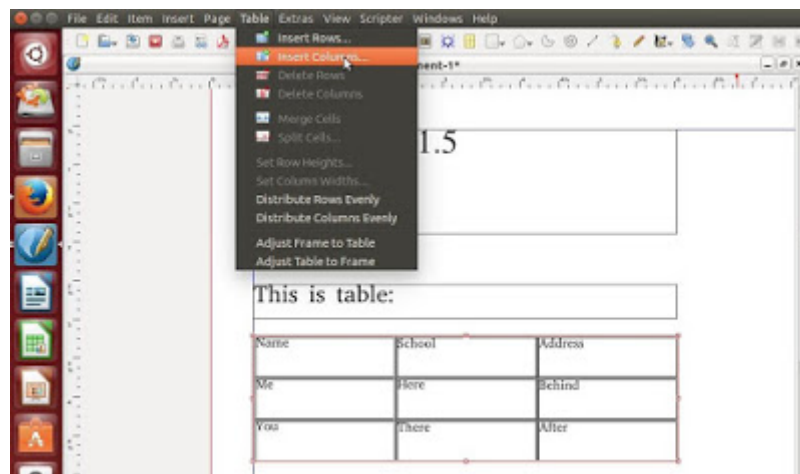 File Edit Item Insert Page Table Extras View Scripter Windows Help
Insert Rows...
Insert Columns...
ment-1*
Delete Rows
Delete Columns
Merge Cells
Split Cells...
1.5
Set Row Heights...
Set Column Widths...
Distribute Rows Evenly
Distribute Columns Evenly
Adjust Frame to Table
Adjust Table to Frame
This is table:
Name School Address
Me Here Behind
You There After